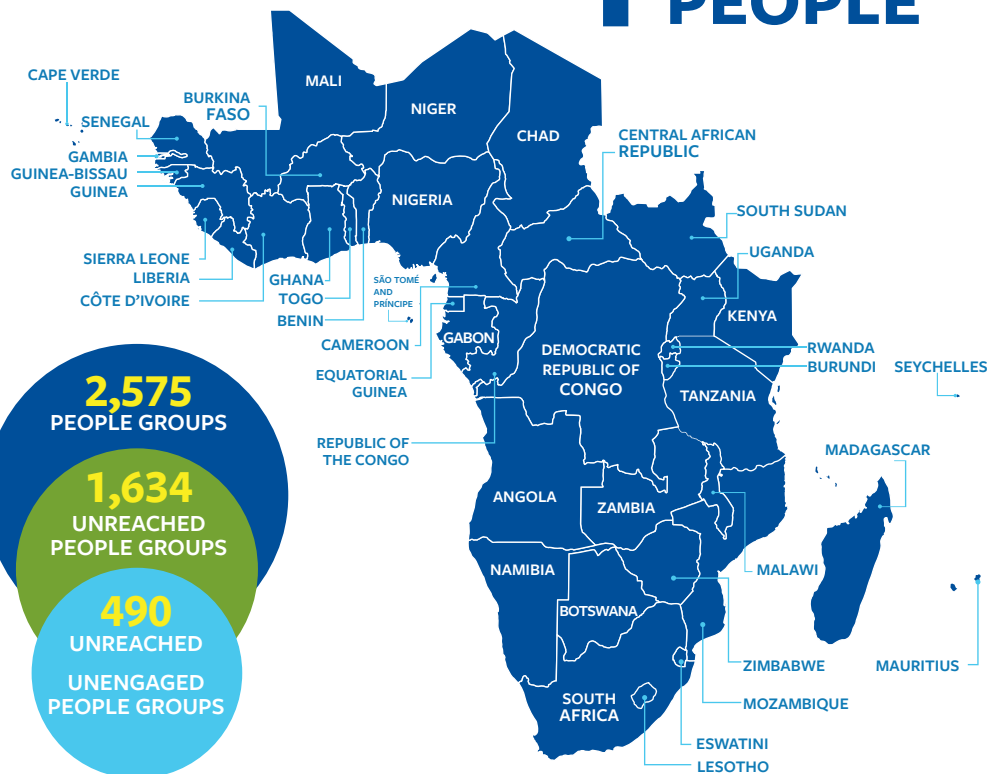 PEOPLE
CAPE VERDE
SENEGAL
GAMBIA
GUINEA-BISSAU
GUINEA
BURKINA
FASO
MALI
NIGER
CHAD
NIGERIA
CENTRAL AFRICAN
REPUBLIC
SOUTH SUDAN
UGANDA
KENYA
SIERRA LEONE
LIBERIA
CÔTE D'IVOIRE
GHANA
TOGO
BENIN
SÃO TOMÉ
AND
PRÍNCIPE
CAMEROON
EQUATORIAL
GUINEA
GABON
REPUBLIC OF
THE CONGO
DEMOCRATIC
REPUBLIC OF
CONGO
RWANDA
BURUNDI
TANZANIA
SEYCHELLES
MADAGASCAR
ANGOLA
ZAMBIA
MALAWI
NAMIBIA
BOTSWANA
ZIMBABWE
MAURITIUS
MOZAMBIQUE
SOUTH
AFRICA
ESWATINI
LESOTHO
2,575
PEOPLE GROUPS
1,634
UNREACHED
PEOPLE GROUPS
490
UNREACHED
UNENGAGED
PEOPLE GROUPS